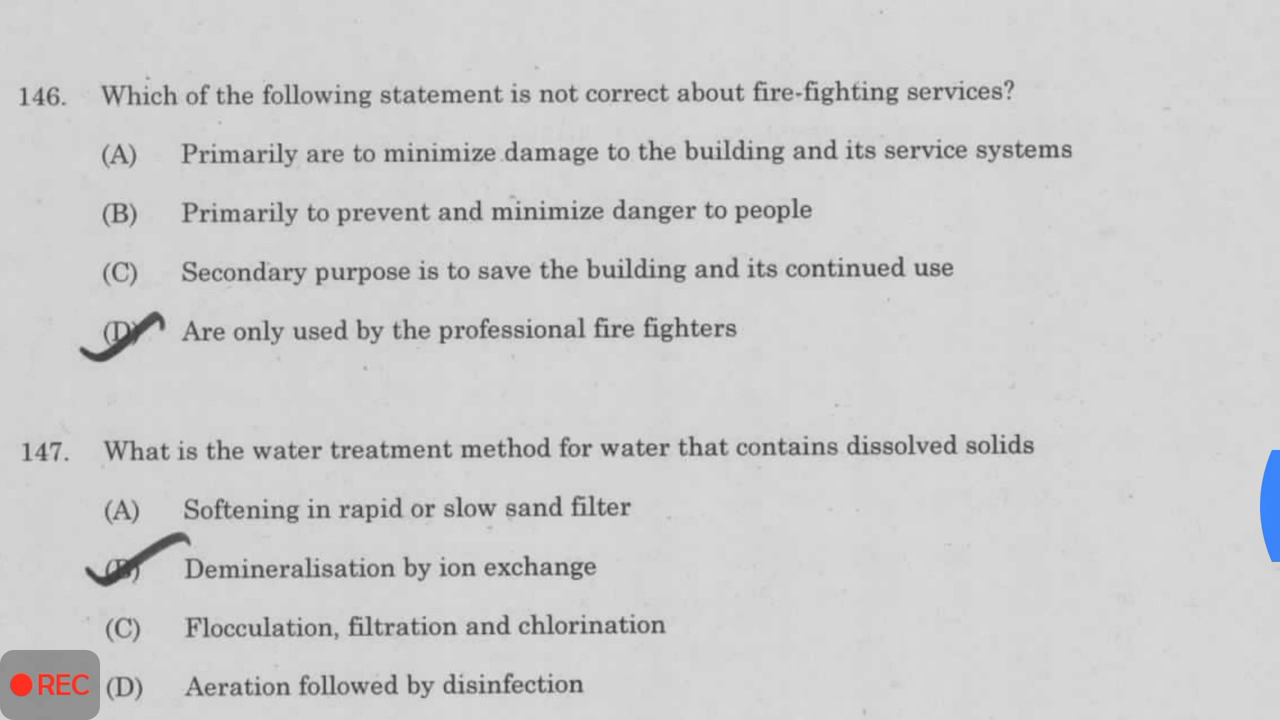 146. Which of the following statement is not correct about fire-fighting services?
(A) Primarily are to minimize damage to the building and its service systems
(B) Primarily to prevent and minimize danger to people
(C) Secondary purpose is to save the building and its continued use
(D) Are only used by the professional fire fighters
147. What is the water treatment method for water that contains dissolved solids
(A) Softening in rapid or slow sand filter
(B) Demineralisation by ion exchange
(C) Flocculation, filtration and chlorination
REC (D) Aeration followed by disinfection